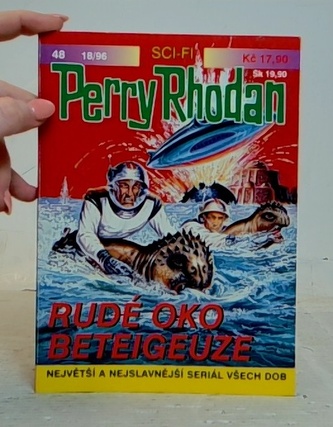 48 18/96 SCI-FI Kč 17,90
Sk 19,90
Perry Rhodan
RUDÉ OKO
BETEIGEUZE
NEJVĚTŠÍ A NEJSLAVNĚJŠÍ SERIÁL VŠECH DOB